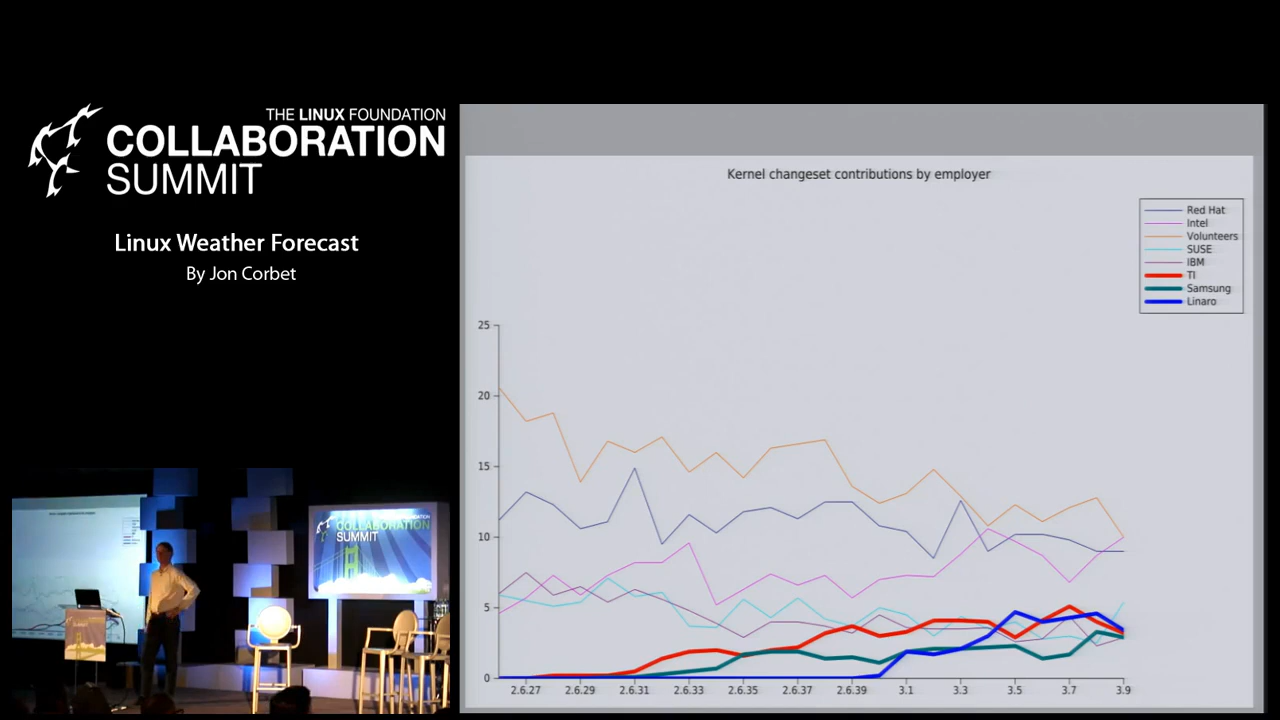 THE LINUX FOUNDATION
COLLABORATION
SUMMIT
Linux Weather Forecast
By Jon Corbet
Kernel changeset contributions by employer
Red Hat
Intel
Volunteers
SUSE
IBM
TI
Samsung
Linaro
25
20
15
10
5
0
2.6.27 2.6.29 2.6.31 2.6.33 2.6.35 2.6.37 2.6.39 3.1 3.3 3.5 3.7 3.9
COLLABORATION
SUMMIT